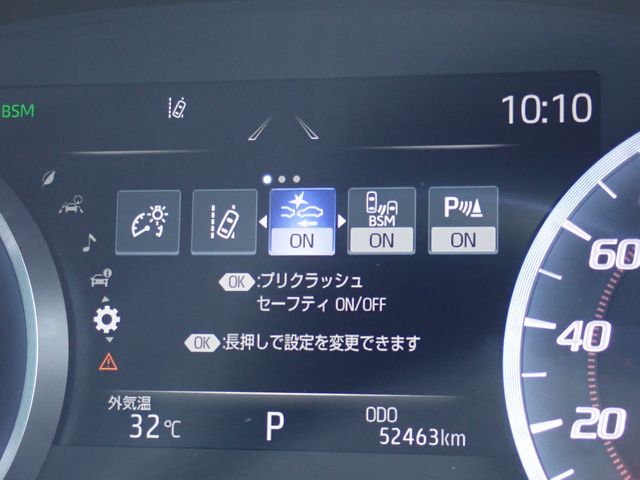 BSM
10:10
BSM
P
ON
ON
ON
OK :プリクラッシュ
セーフティ ON/OFF
OK :長押しで設定を変更できます
60
40
20
外気温
32℃
P
ODO
52463km